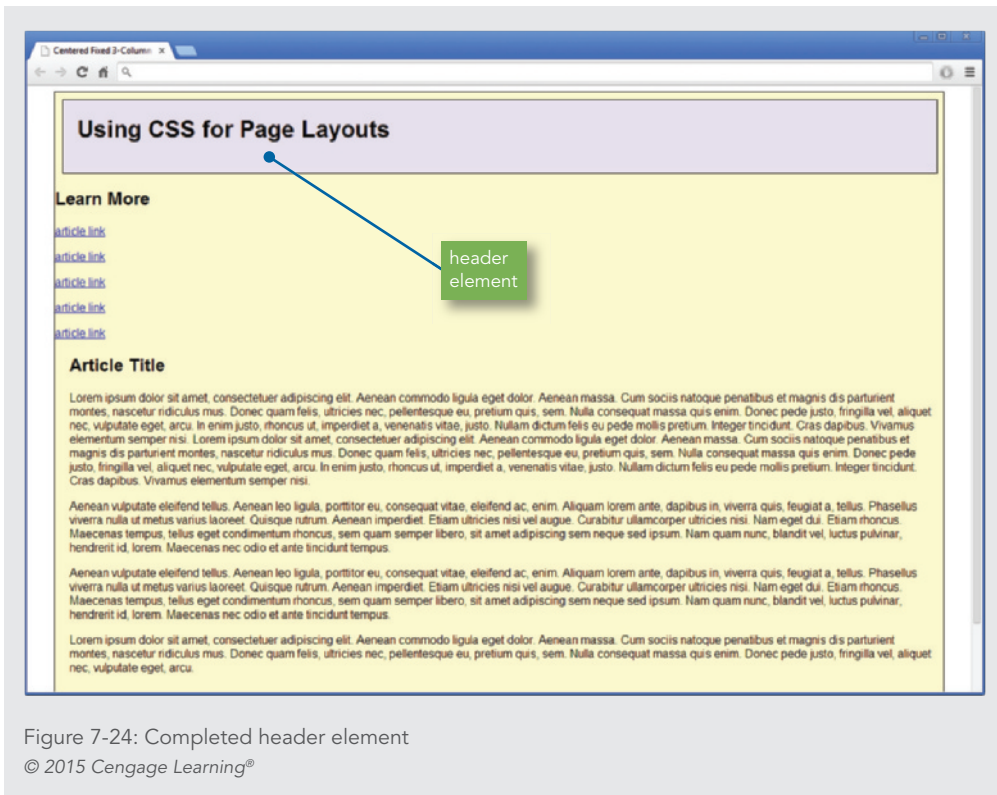 Centered Fixed 3-Column
Using CSS for Page Layouts
Learn More
article link
article link
article link
article link
article link
header
element
Article Title
Lorem ipsum dolor sit amet, consectetuer adipiscing elit. Aenean commodo ligula eget dolor. Aenean massa. Cum sociis natoque penatibus et magnis dis parturient
montes, nascetur ridiculus mus. Donec quam felis, ultricies nec, pellentesque eu, pretium quis, sem. Nulla consequat massa quis enim. Donec pede justo, fringilla vel, aliquet
nec, vulputate eget, arcu. In enim justo, rhoncus ut, imperdiet a, venenatis vitae, justo. Nullam dictum felis eu pede mollis pretium. Integer tincidunt. Cras dapibus. Vivamus
elementum semper nisi. Lorem ipsum dolor sit amet, consectetuer adipiscing elit. Aenean commodo ligula eget dolor. Aenean massa. Cum sociis natoque penatibus et
magnis dis parturient montes, nascetur ridiculus mus. Donec quam felis, ultricies nec, pellentesque eu, pretium quis, sem. Nulla consequat massa quis enim. Donec pede
justo, fringilla vel, aliquet nec, vulputate eget, arcu. In enim justo, rhoncus ut, imperdiet a, venenatis vitae, justo. Nullam dictum felis eu pede mollis pretium. Integer tincidunt.
Cras dapibus. Vivamus elementum semper nisi.
Aenean vulputate eleifend tellus. Aenean leo ligula, porttitor eu, consequat vitae, eleifend ac, enim. Aliquam lorem ante, dapibus in, viverra quis, feugiat a, tellus. Phasellus
viverra nulla ut metus varius laoreet. Quisque rutrum. Aenean imperdiet. Etiam ultricies nisi vel augue. Curabitur ullamcorper ultricies nisi. Nam eget dui. Etiam rhoncus.
Maecenas tempus, tellus eget condimentum rhoncus, sem quam semper libero, sit amet adipiscing sem neque sed ipsum. Nam quam nunc, blandit vel, luctus pulvinar,
hendrerit id, lorem. Maecenas nec odio et ante tincidunt tempus.
Aenean vulputate eleifend tellus. Aenean leo ligula, porttitor eu, consequat vitae, eleifend ac, enim. Aliquam lorem ante, dapibus in, viverra quis, feugiat a, tellus. Phasellus
viverra nulla ut metus varius laoreet. Quisque rutrum. Aenean imperdiet. Etiam ultricies nisi vel augue. Curabitur ullamcorper ultricies nisi. Nam eget dui. Etiam rhoncus.
Maecenas tempus, tellus eget condimentum rhoncus, sem quam semper libero, sit amet adipiscing sem neque sed ipsum. Nam quam nunc, blandit vel, luctus pulvinar,
hendrerit id, lorem. Maecenas nec odio et ante tincidunt tempus.
Lorem ipsum dolor sit amet, consectetuer adipiscing elit. Aenean commodo ligula eget dolor. Aenean massa. Cum sociis natoque penatibus et magnis dis parturient
montes, nascetur ridiculus mus. Donec quam felis, ultricies nec, pellentesque eu, pretium quis, sem. Nulla consequat massa quis enim. Donec pede justo, fringilla vel, aliquet
nec, vulputate eget, arcu.
Figure 7-24: Completed header element
© 2015 Cengage Learning®